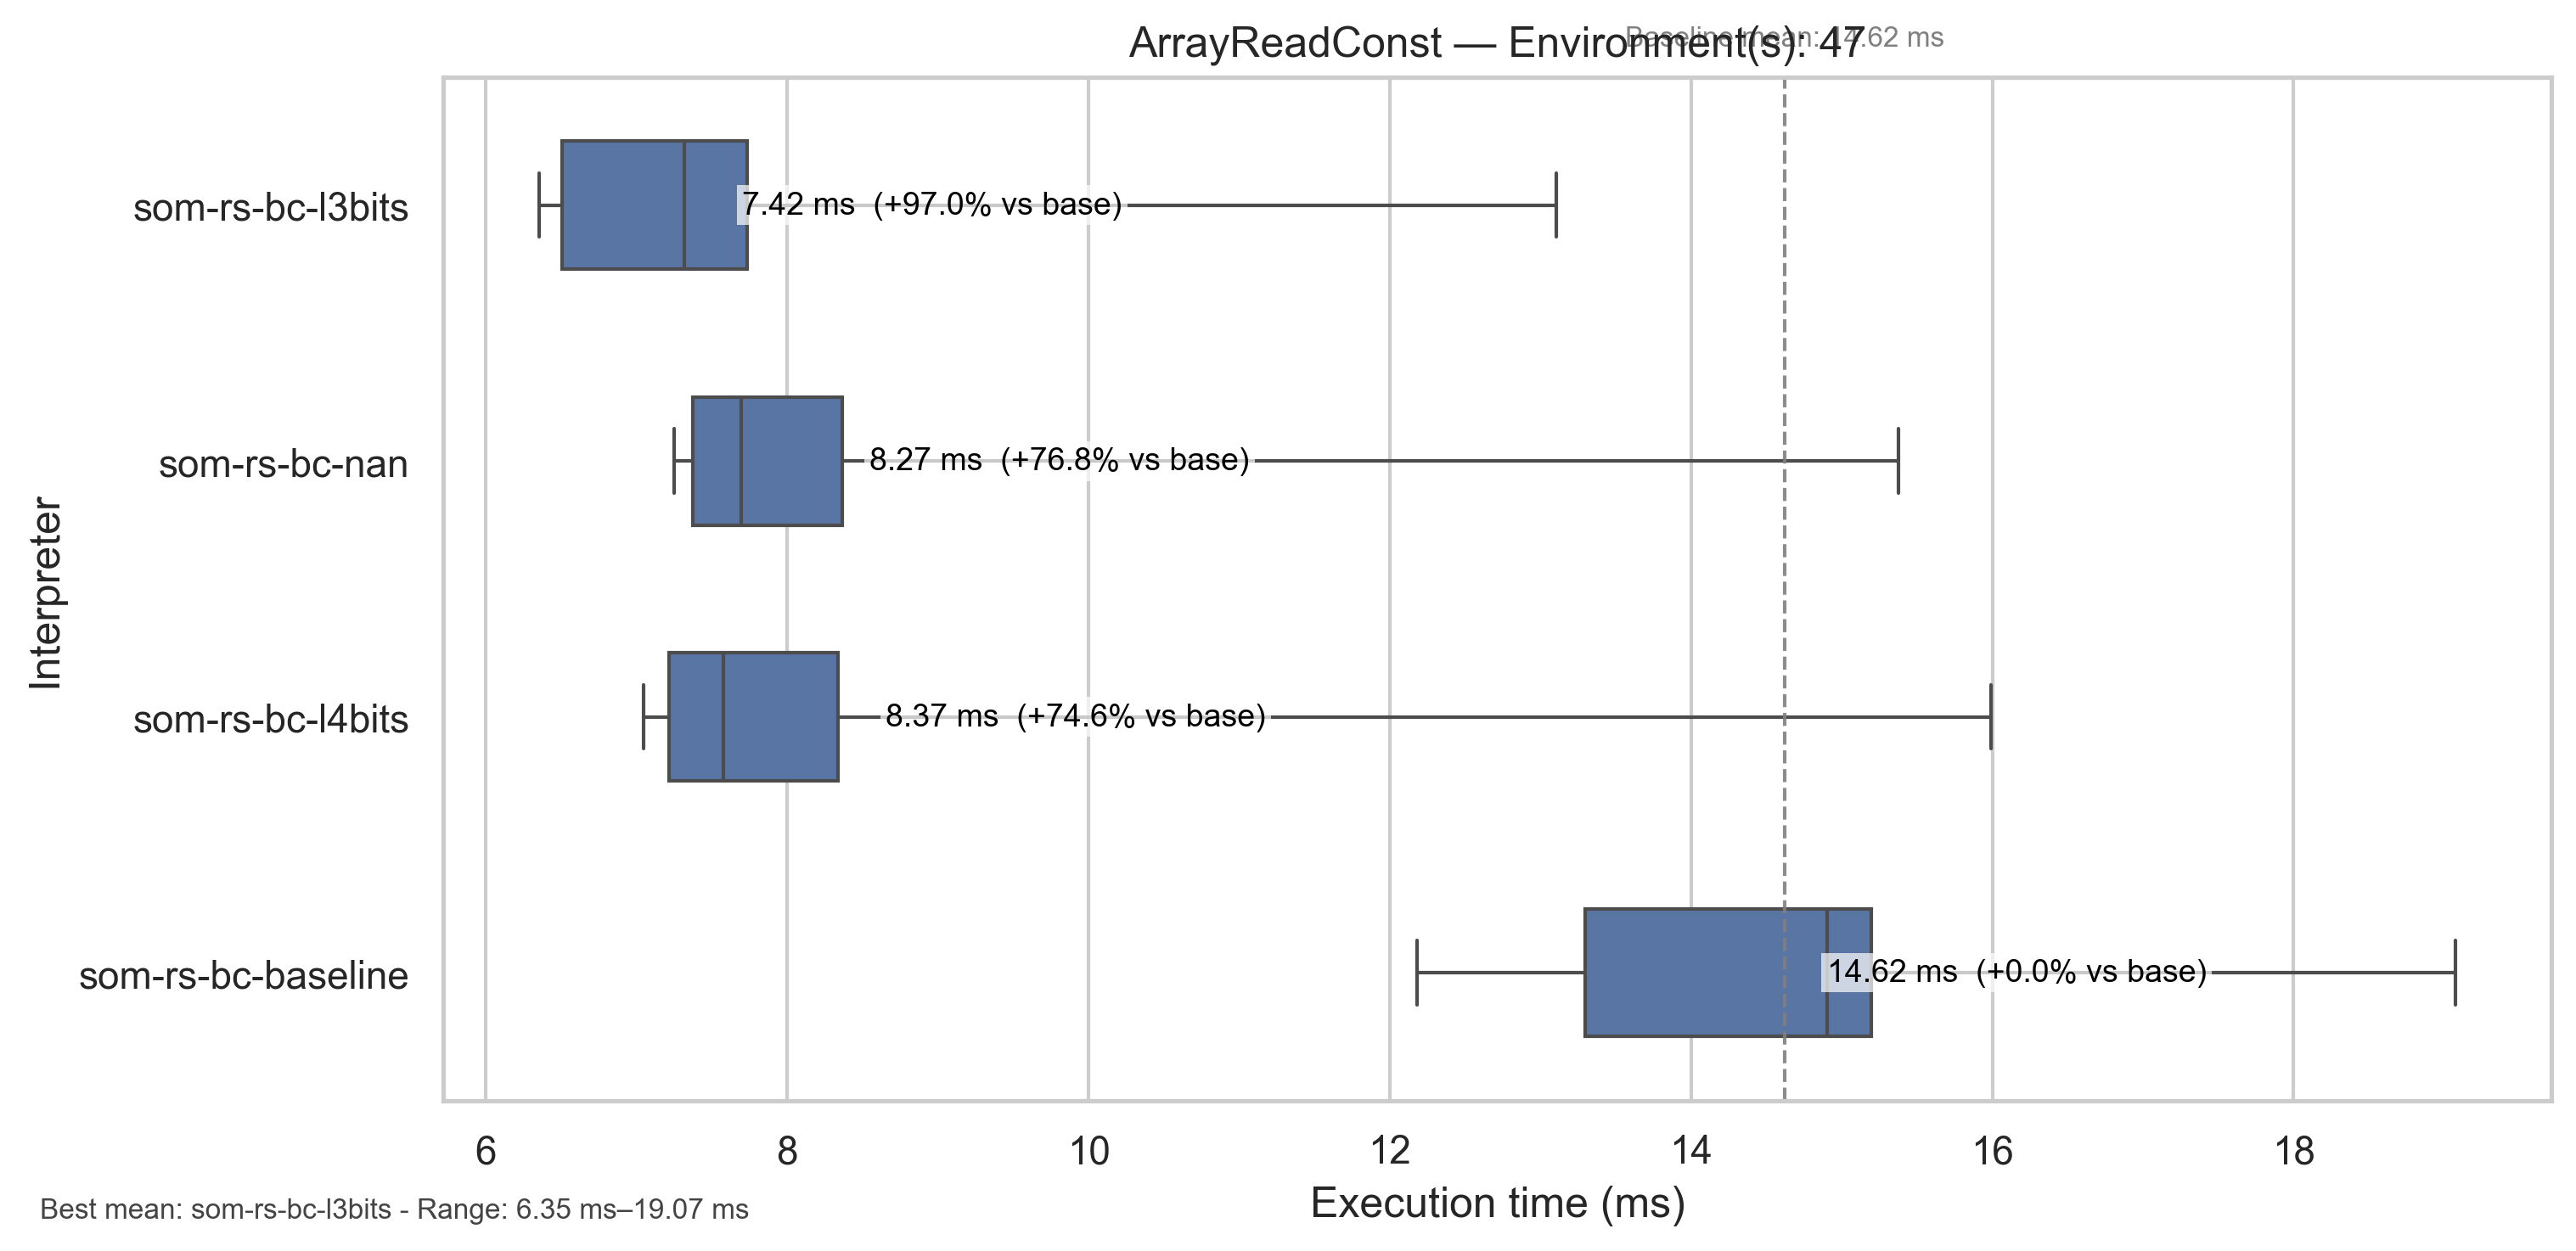 Baseline mean: 14.62 ms
ArrayReadConst — Environment(s): 47
Interpreter
som-rs-bc-l3bits
7.42 ms (+97.0% vs base)
som-rs-bc-nan
8.27 ms (+76.8% vs base)
som-rs-bc-l4bits
8.37 ms (+74.6% vs base)
som-rs-bc-baseline
14.62 ms (+0.0% vs base)
6 8 10 12 14 16 18
Execution time (ms)
Best mean: som-rs-bc-l3bits - Range: 6.35 ms–19.07 ms